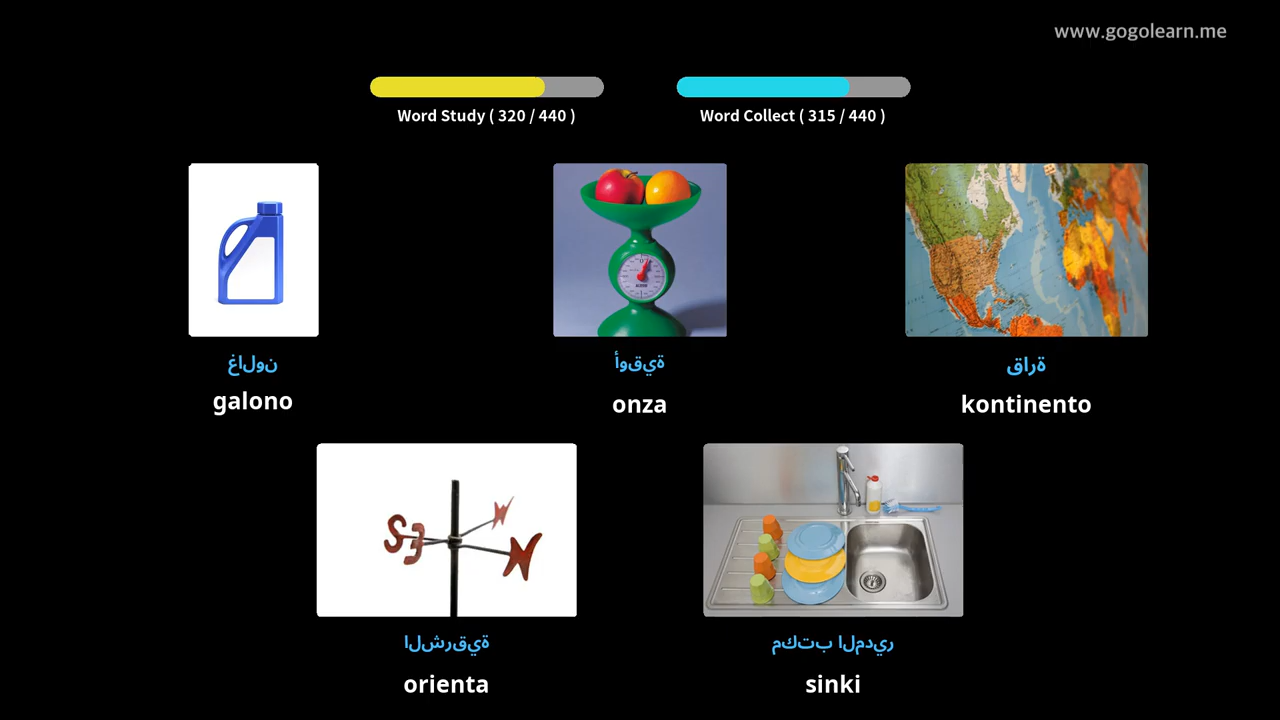 www.gogolearn.me
Word Study ( 320 / 440 )
Word Collect ( 315 / 440 )
غالون
أوقية
قارة
galono
onza
kontinento
الشرقية
مكتب المدير
orienta
sinki